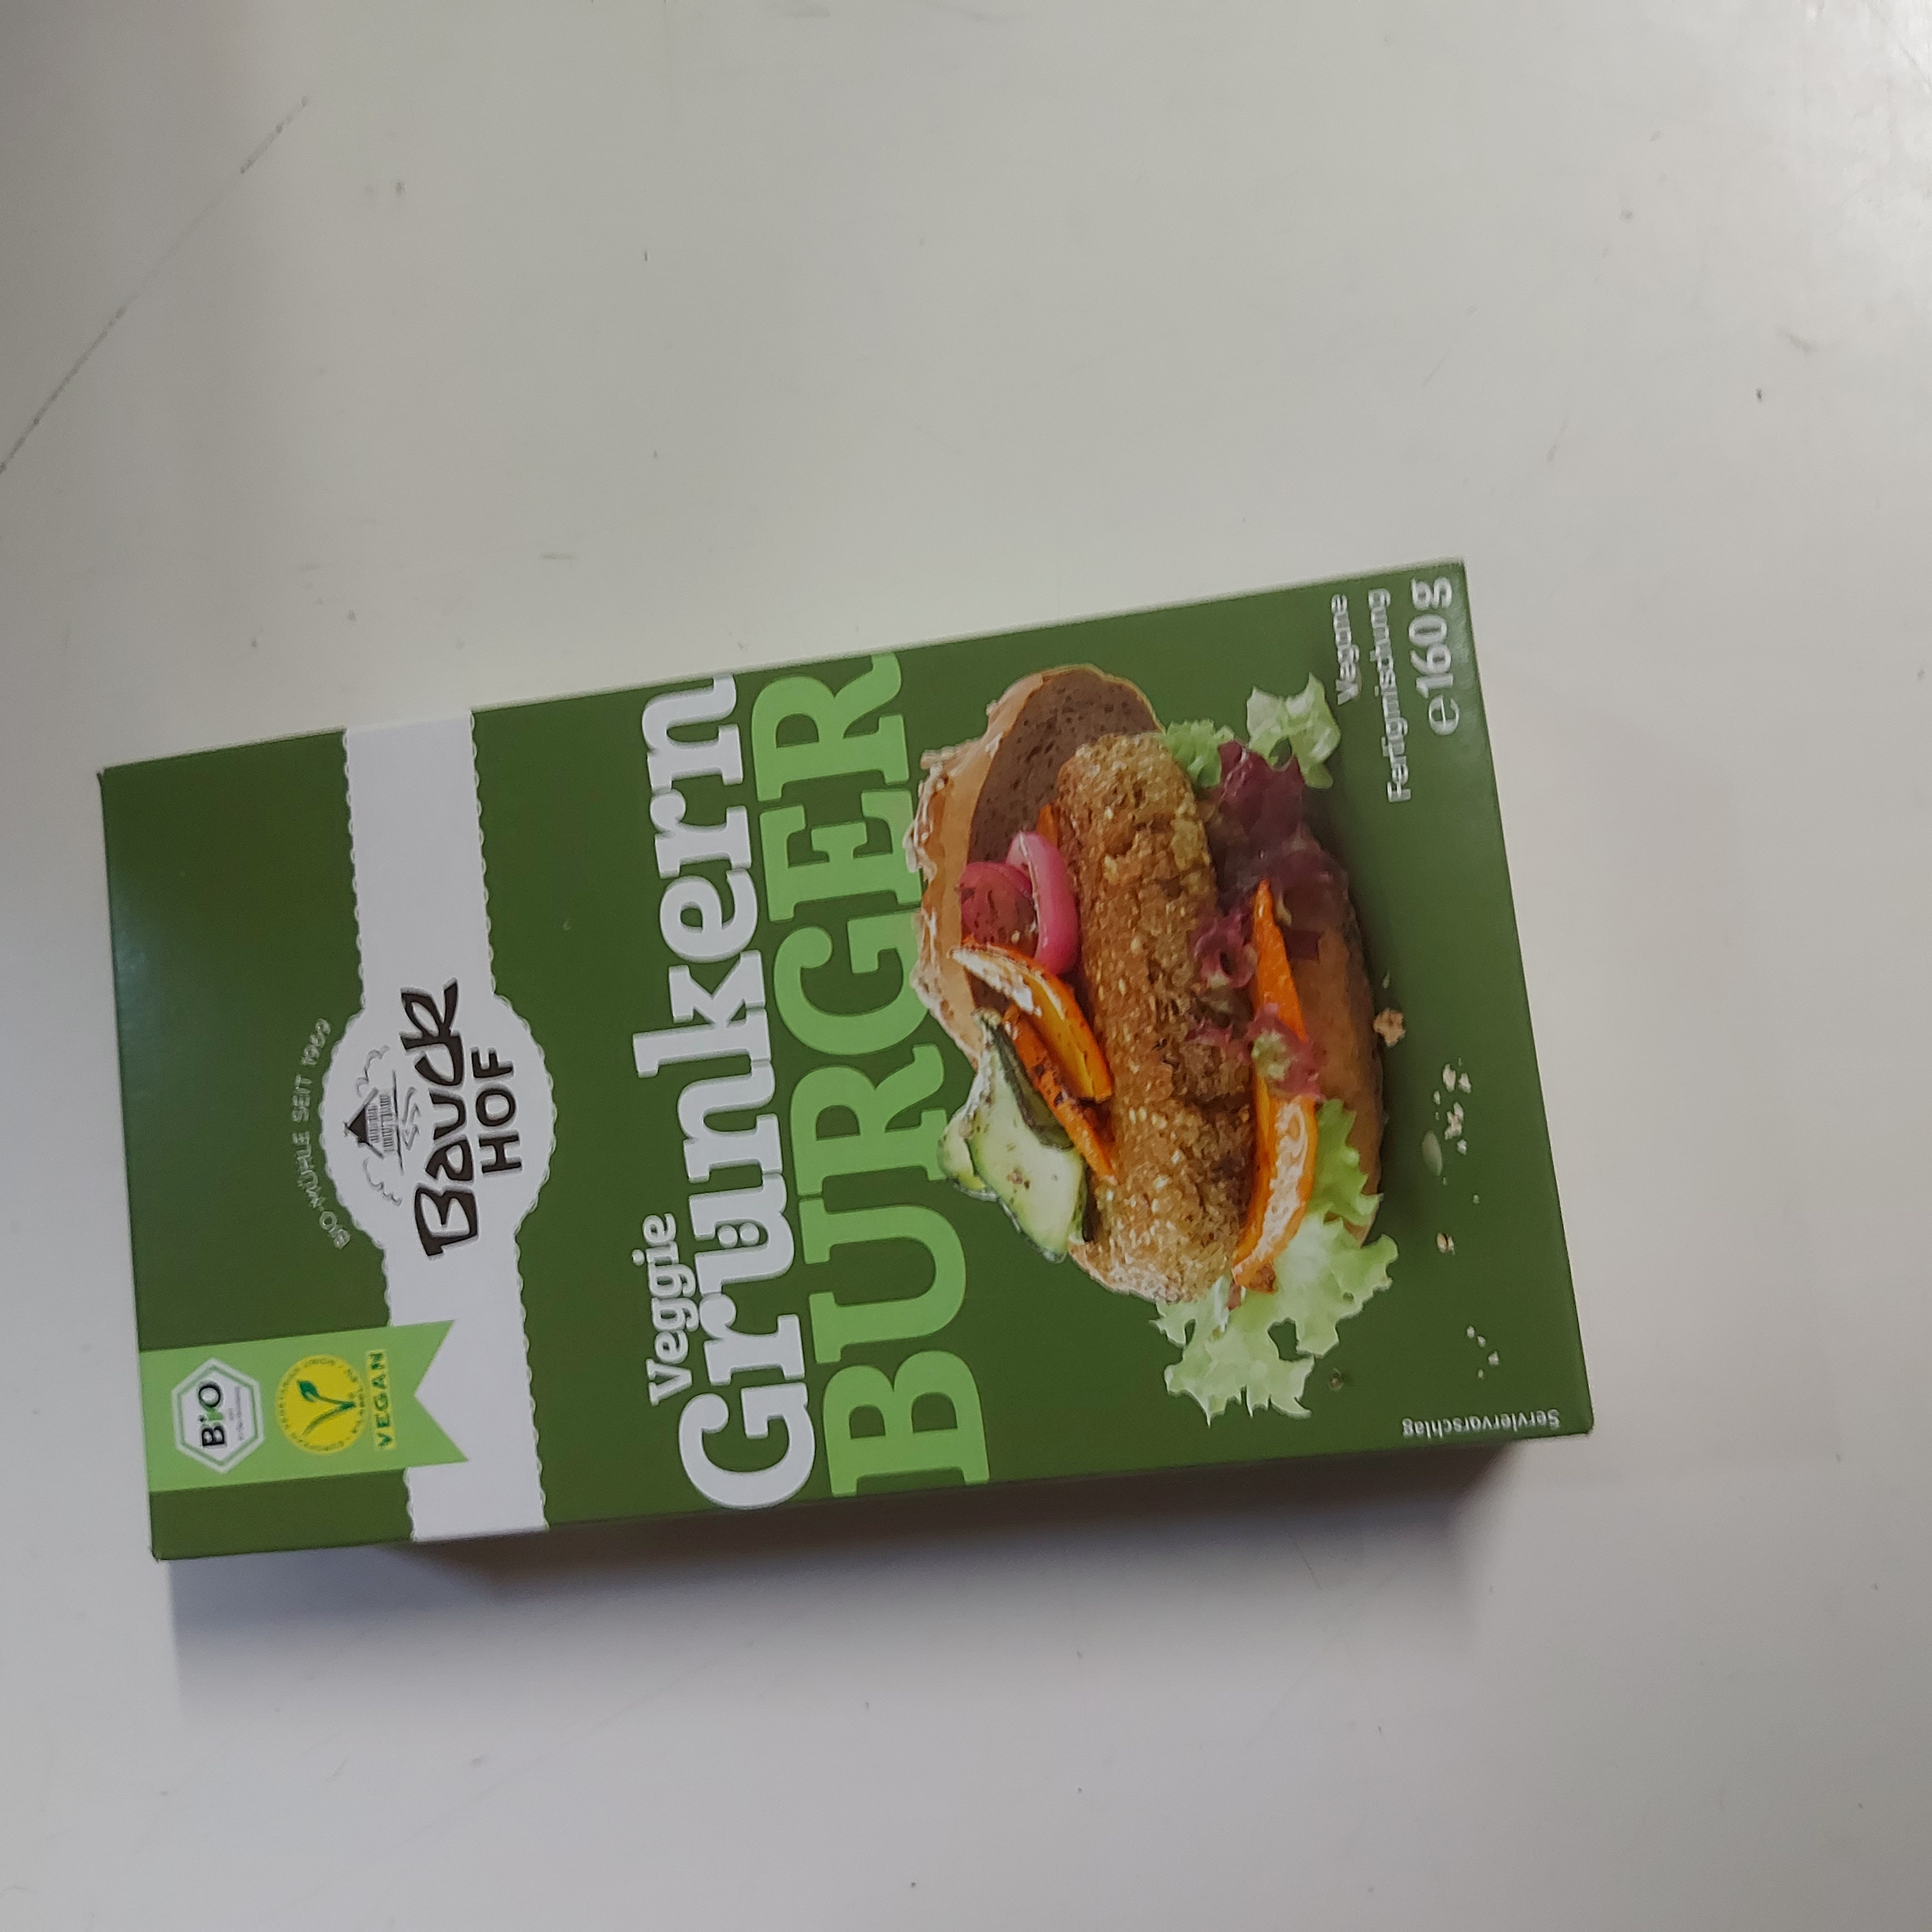 BiO
VEGAN
BIO-MÜHLE SEIT 1969
Bauck
HOF
Veggie
Grünkern
BURGER
Vegane
Fertigmischung
℮160g
Serviervorschlag